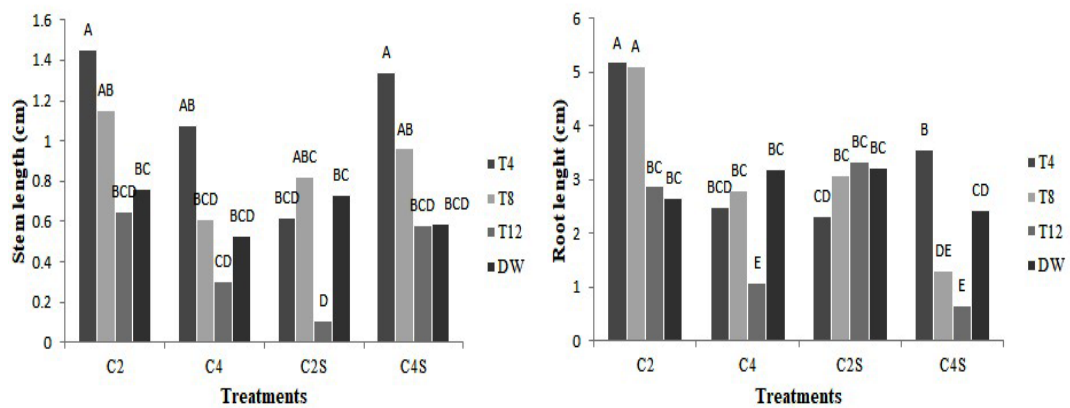 1.6
1.4
1.2
1
0.8
0.6
0.4
0.2
0
Stem length (cm)
A
AB
BCD
BC
AB
BCD
CD
BCD
BCD
ABC
D
BC
A
AB
BCD
BCD
C2
C4
C2S
C4S
Treatments
T4
T8
T12
DW
6
5
4
3
2
1
0
Root lenght (cm)
A
A
BC
BC
BCD
BC
E
BC
CD
BC
BC
BC
B
DE
E
CD
C2
C4
C2S
C4S
Treatments
T4
T8
T12
DW